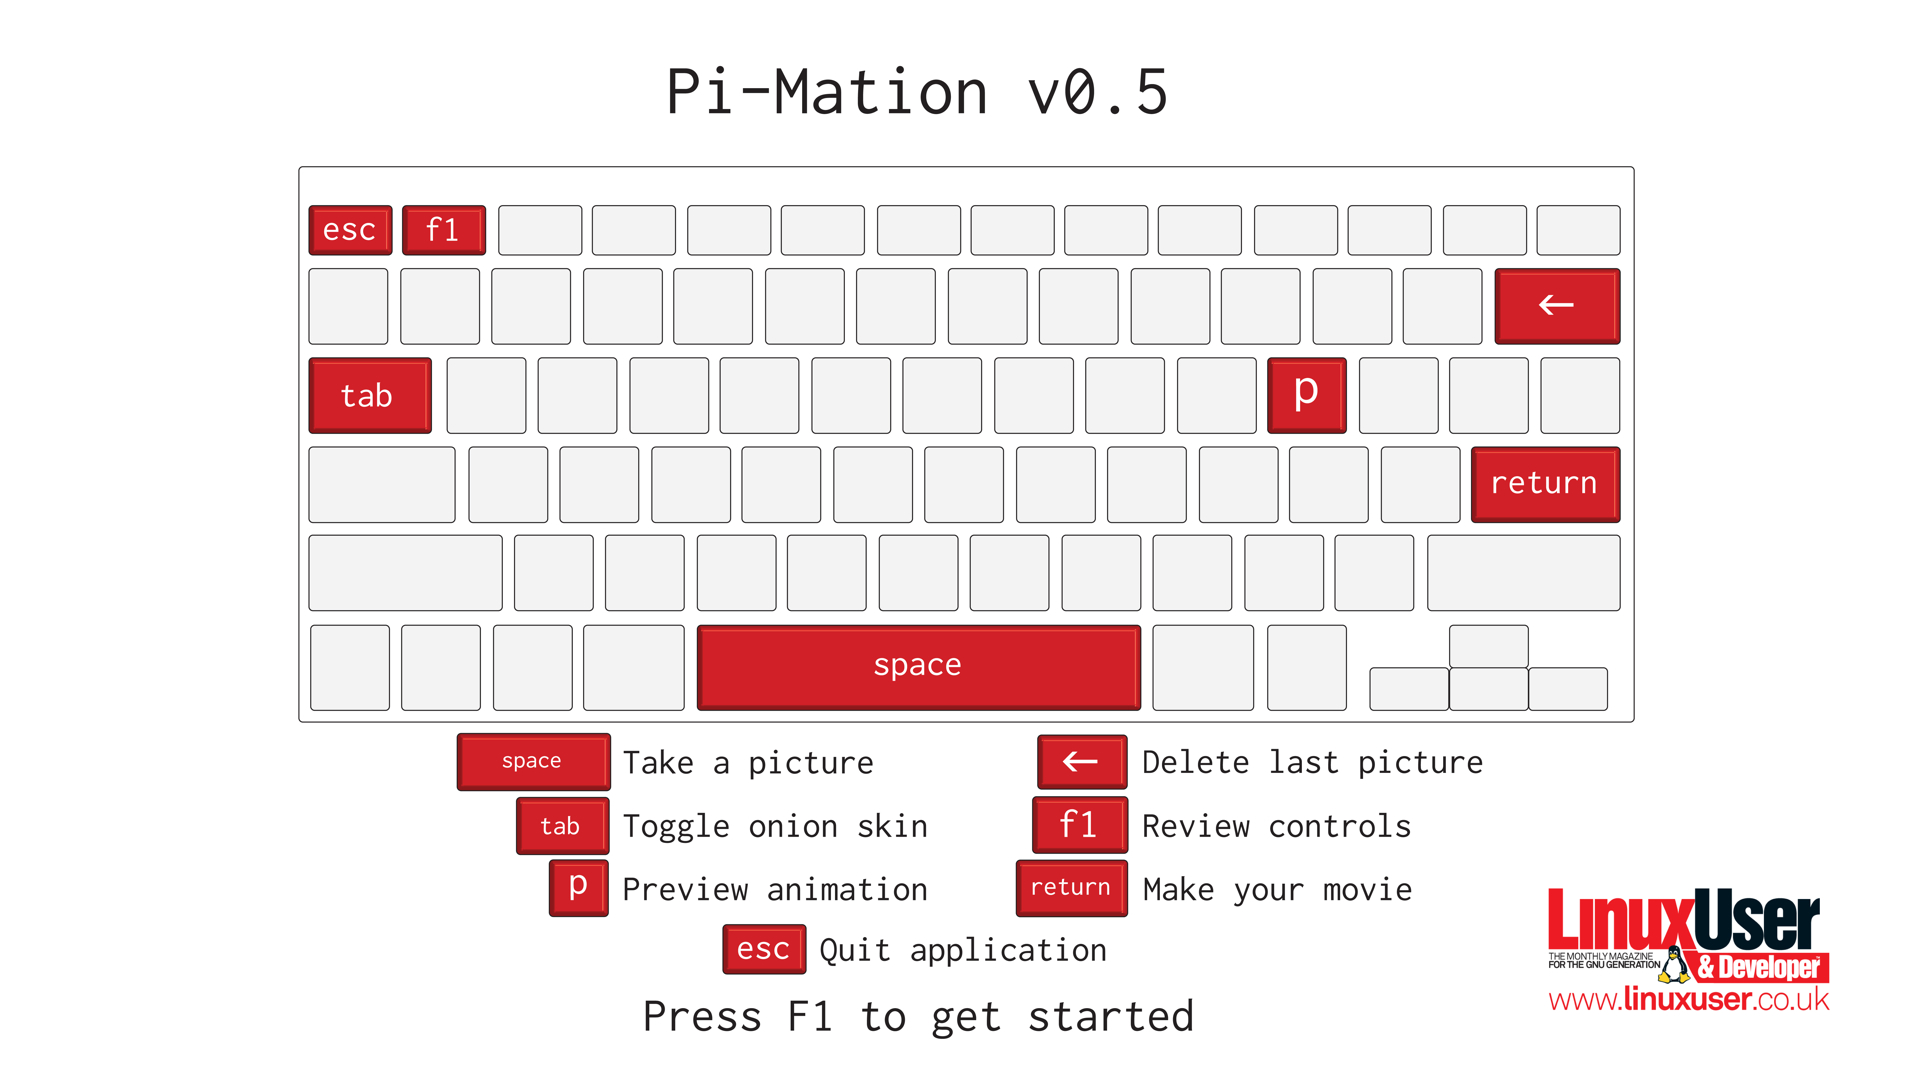 Pi-Mation v0.5
esc f1
←
tab p
return
space
space Take a picture
← Delete last picture
tab Toggle onion skin
f1 Review controls
p Preview animation
return Make your movie
esc Quit application
Press F1 to get started
LinuxUser
THE MONTHLY MAGAZINE
FOR THE GNU GENERATION
& Developer
www.linuxuser.co.uk